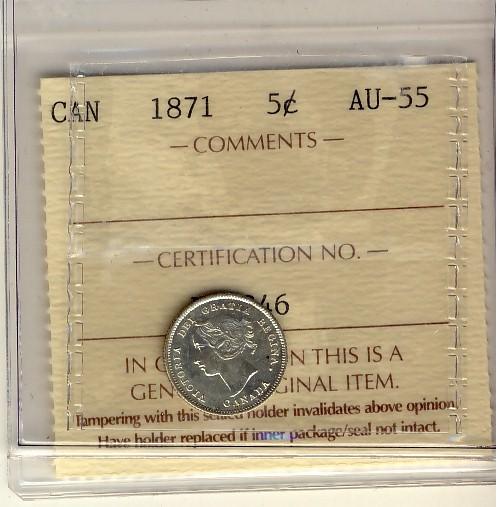 CAN 1871 5¢ AU-55
— COMMENTS —
— CERTIFICATION NO. —
46
VICTORIA DEI GRATIA REGINA.
CANADA
IN N THIS IS A
GEN GINAL ITEM.
Tampering with this holder invalidates above opinion
Have holder replaced if inner package/seal not intact.